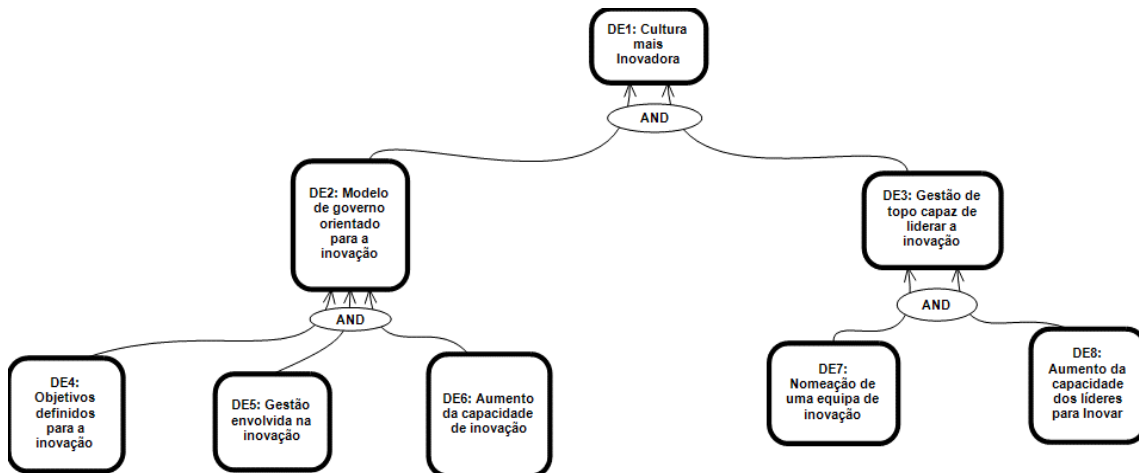 DE1: Cultura
mais
Inovadora
AND
DE2: Modelo
de governo
orientado
para a
inovação
DE3: Gestão de
topo capaz de
liderar a
inovação
AND
AND
DE4:
Objetivos
definidos
para a
inovação
DE5: Gestão
envolvida na
inovação
DE6: Aumento
da capacidade
de inovação
DE7:
Nomeação de
uma equipa de
inovação
DE8:
Aumento da
capacidade
dos líderes
para Inovar